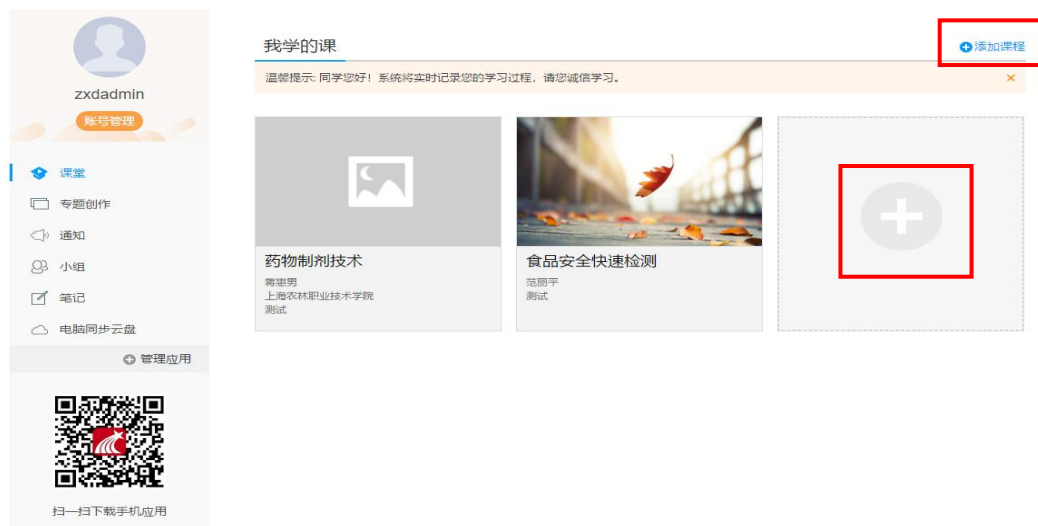 zxdadmin
账号管理
课堂
专题创作
通知
小组
笔记
电脑同步云盘
管理应用
扫一扫下载手机应用
我学的课
添加课程
温馨提示: 同学您好！系统将实时记录您的学习过程，请您诚信学习。
药物制剂技术
蒋思男
上海农林职业技术学院
测试
食品安全快速检测
范丽平
测试